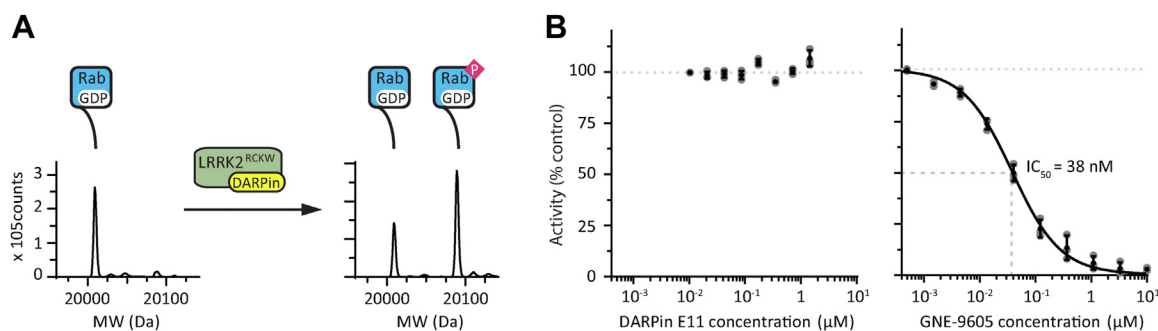 A
Rab
GDP
Rab
GDP
Rab
P
GDP
LRRK2 RCKW
DARPin
x 105counts
3
2
1
0
20000 20100
MW (Da)
20000 20100
MW (Da)
B
Activity (% control)
100
75
50
25
0
10⁻³ 10⁻² 10⁻¹ 1 10¹
DARPin E11 concentration (µM)
IC₅₀ = 38 nM
10⁻³ 10⁻² 10⁻¹ 1 10¹
GNE-9605 concentration (µM)